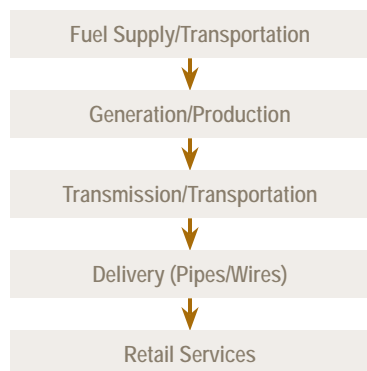 Fuel Supply/Transportation
Generation/Production
Transmission/Transportation
Delivery (Pipes/Wires)
Retail Services